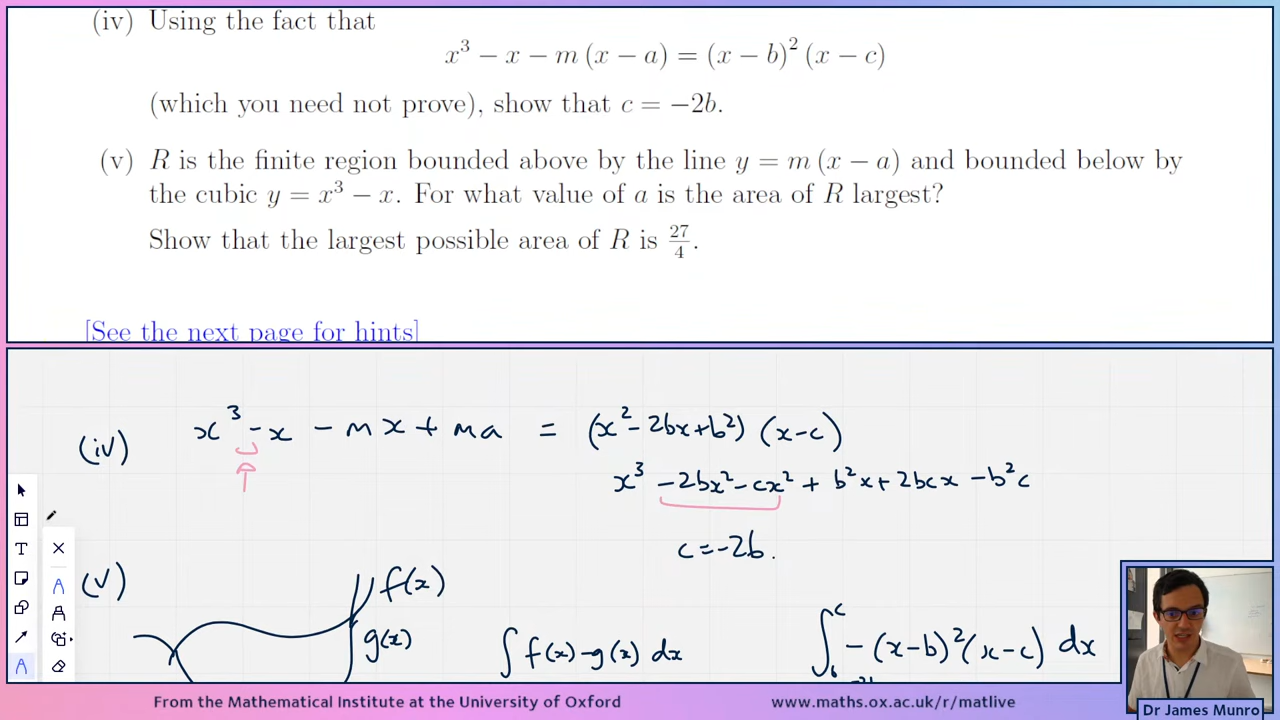 (iv) Using the fact that
x³ − x − m (x − a) = (x − b)² (x − c)
(which you need not prove), show that c = −2b.
(v) R is the finite region bounded above by the line y = m (x − a) and bounded below by
the cubic y = x³ − x. For what value of a is the area of R largest?
Show that the largest possible area of R is 27/4.
[See the next page for hints]
(iv) x³ − x − mx + ma = (x² − 2bx + b²) (x − c)
x³ − 2bx² − cx² + b²x + 2bcx − b²c
c = −2b.
(v) f(x)
g(x)
∫ f(x) − g(x) dx
∫_b^c −(x − b)² (x − c) dx
From the Mathematical Institute at the University of Oxford
www.maths.ox.ac.uk/r/matlive
Dr James Munro